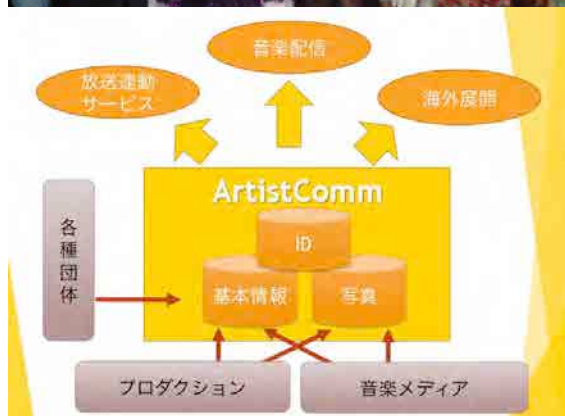 音楽配信
放送連動
サービス
海外展開
ArtistComm
ID
基本情報
写真
各種団体
プロダクション
音楽メディア